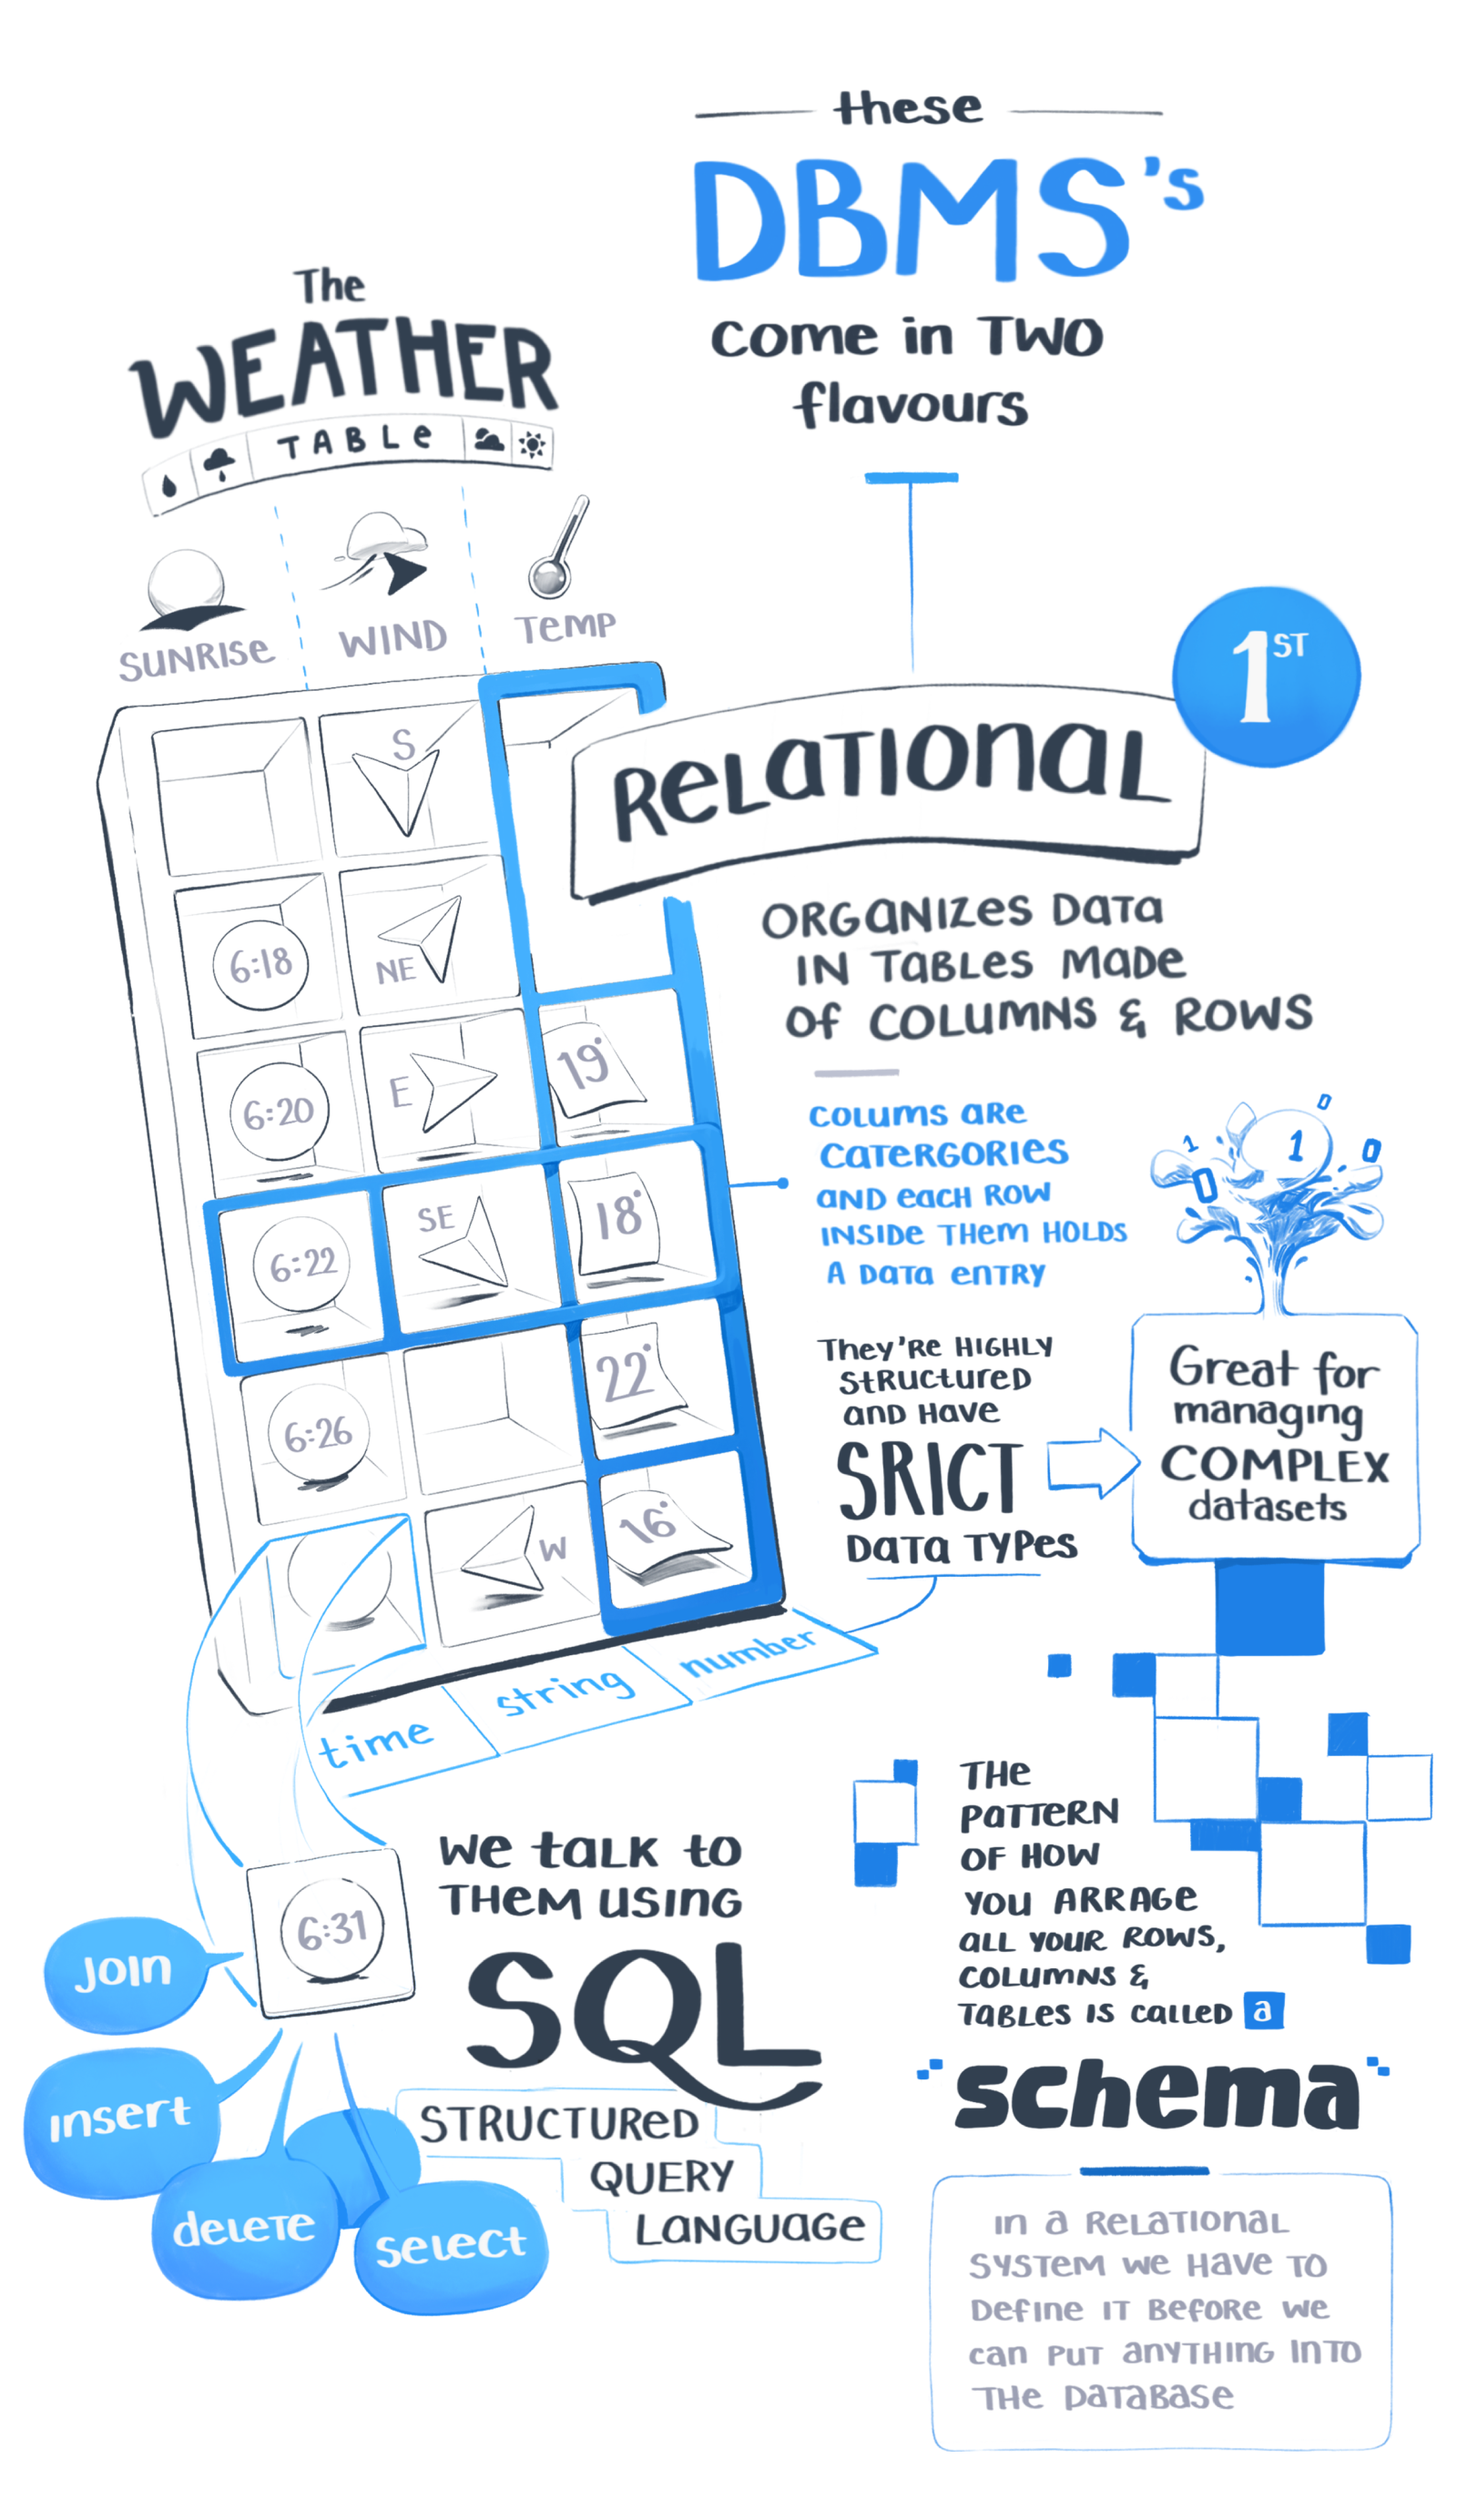 these
DBMS's
come in TWO
flavours
The
WEATHER
TABLe
SUNRISe
WIND
TemP
S
6:18
NE
6:20
E
19°
6:22
SE
18°
6:26
22°
W
16°
time
string
number
1ST
RelaTIOnaL
ORGaNIZes Data
IN TaBLes Made
of COLUMNS & ROWS
COLUMS aRe
CaTeRGORIES
aND eacH ROW
INSIDe THem HOLDS
A Data enTRY
They're HIGHLY
StRuctureD
anD Have
SRICT
Data TYPes
1
0
0
1
0
Great for
managing
COMPLEX
datasets
THe
PaTTeRN
OF HOW
you ARRAGe
aLL YOUR ROWS,
COLUMNS &
TaBLes IS caLLeD a
schema
In a RelaTIOnaL
SYSTem we Have TO
Define IT BefORe we
can PUT anYTHING INTO
THe DaTaBase
We taLK to
THeM using
SQL
STRUCTUReD
QUERY
LaNGUaGe
6:31
JOIn
Insert
deLeTe
seLect